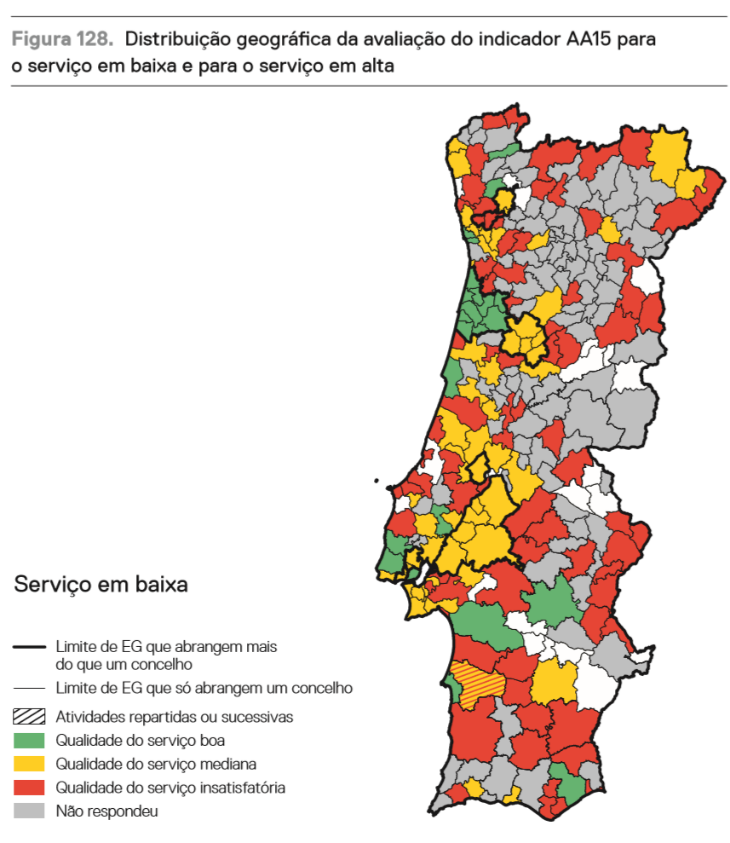 Figura 128. Distribuição geográfica da avaliação do indicador AA15 para
o serviço em baixa e para o serviço em alta
Serviço em baixa
Limite de EG que abrangem mais
do que um concelho
Limite de EG que só abrangem um concelho
Atividades repartidas ou sucessivas
Qualidade do serviço boa
Qualidade do serviço mediana
Qualidade do serviço insatisfatória
Não respondeu